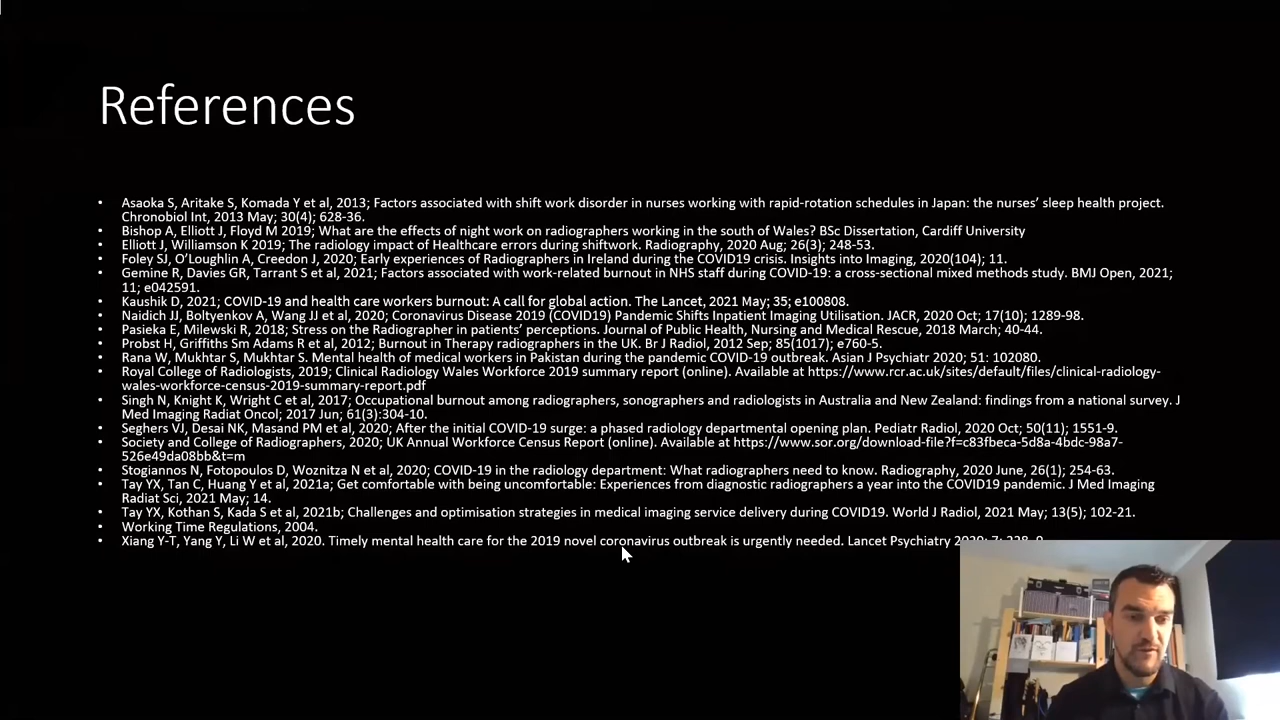 References
• Asaoka S, Aritake S, Komada Y et al, 2013; Factors associated with shift work disorder in nurses working with rapid-rotation schedules in Japan: the nurses' sleep health project.
Chronobiol Int, 2013 May; 30(4); 628-36.
• Bishop A, Elliott J, Floyd M 2019; What are the effects of night work on radiographers working in the south of Wales? BSc Dissertation, Cardiff University
• Elliott J, Williamson K 2019; The radiology impact of Healthcare errors during shiftwork. Radiography, 2020 Aug; 26(3); 248-53.
• Foley SJ, O'Loughlin A, Creedon J, 2020; Early experiences of Radiographers in Ireland during the COVID19 crisis. Insights into Imaging, 2020(104); 11.
• Gemine R, Davies GR, Tarrant S et al, 2021; Factors associated with work-related burnout in NHS staff during COVID-19: a cross-sectional mixed methods study. BMJ Open, 2021;
11; e042591.
• Kaushik D, 2021; COVID-19 and health care workers burnout: A call for global action. The Lancet, 2021 May; 35; e100808.
• Naidich JJ, Boltyenkov A, Wang JJ et al, 2020; Coronavirus Disease 2019 (COVID19) Pandemic Shifts Inpatient Imaging Utilisation. JACR, 2020 Oct; 17(10); 1289-98.
• Pasieka E, Milewski R, 2018; Stress on the Radiographer in patients' perceptions. Journal of Public Health, Nursing and Medical Rescue, 2018 March; 40-44.
• Probst H, Griffiths Sm Adams R et al, 2012; Burnout in Therapy radiographers in the UK. Br J Radiol, 2012 Sep; 85(1017); e760-5.
• Rana W, Mukhtar S, Mukhtar S. Mental health of medical workers in Pakistan during the pandemic COVID-19 outbreak. Asian J Psychiatr 2020; 51: 102080.
• Royal College of Radiologists, 2019; Clinical Radiology Wales Workforce 2019 summary report (online). Available at https://www.rcr.ac.uk/sites/default/files/clinical-radiology-
wales-workforce-census-2019-summary-report.pdf
• Singh N, Knight K, Wright C et al, 2017; Occupational burnout among radiographers, sonographers and radiologists in Australia and New Zealand: findings from a national survey. J
Med Imaging Radiat Oncol; 2017 Jun; 61(3):304-10.
• Seghers VJ, Desai NK, Masand PM et al, 2020; After the initial COVID-19 surge: a phased radiology departmental opening plan. Pediatr Radiol, 2020 Oct; 50(11); 1551-9.
• Society and College of Radiographers, 2020; UK Annual Workforce Census Report (online). Available at https://www.sor.org/download-file?f=c83fbeca-5d8a-4bdc-98a7-
526e49da08bb&t=m
• Stogiannos N, Fotopoulos D, Woznitza N et al, 2020; COVID-19 in the radiology department: What radiographers need to know. Radiography, 2020 June, 26(1); 254-63.
• Tay YX, Tan C, Huang Y et al, 2021a; Get comfortable with being uncomfortable: Experiences from diagnostic radiographers a year into the COVID19 pandemic. J Med Imaging
Radiat Sci, 2021 May; 14.
• Tay YX, Kothan S, Kada S et al, 2021b; Challenges and optimisation strategies in medical imaging service delivery during COVID19. World J Radiol, 2021 May; 13(5); 102-21.
• Working Time Regulations, 2004.
• Xiang Y-T, Yang Y, Li W et al, 2020. Timely mental health care for the 2019 novel coronavirus outbreak is urgently needed. Lancet Psychiatry